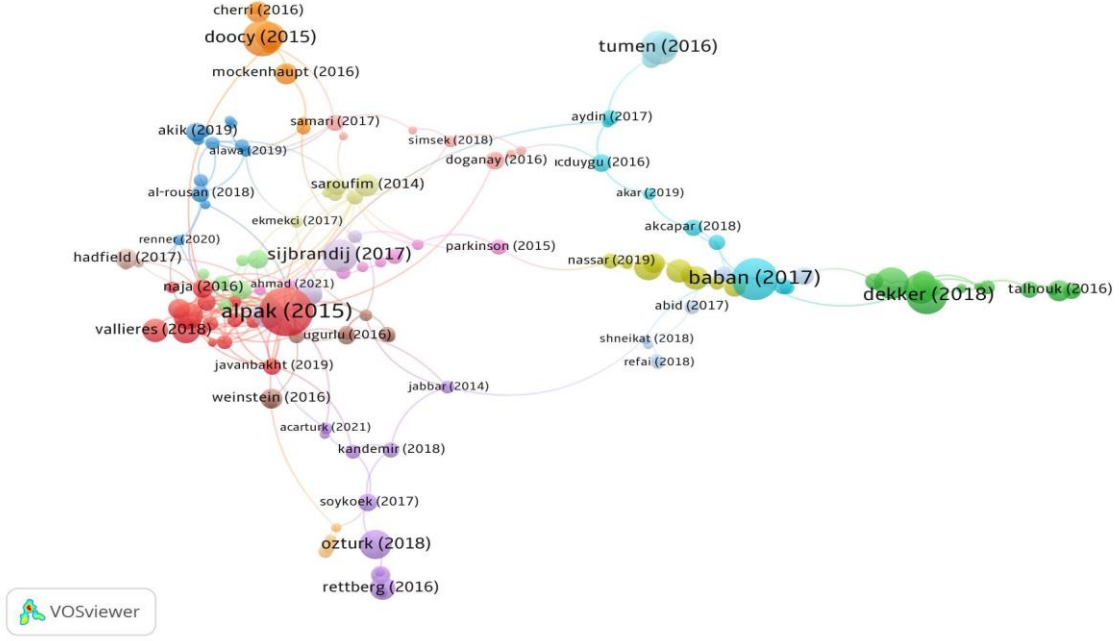 cherri (2016)
doocy (2015)
tumen (2016)
mockenhaupt (2016)
aydin (2017)
samari (2017)
akik (2019)
simsek (2018)
alawa (2019)
doganay (2016)
ıcduygu (2016)
saroufim (2014)
al-rousan (2018)
akar (2019)
ekmekci (2017)
akcapar (2018)
renner (2020)
parkinson (2015)
sijbrandij (2017)
hadfield (2017)
nassar (2019)
baban (2017)
ahmad (2021)
naja (2016)
talhouk (2016)
dekker (2018)
abid (2017)
alpak (2015)
vallieres (2018)
ugurlu (2016)
shneikat (2018)
refai (2018)
javanbakht (2019)
jabbar (2014)
weinstein (2016)
acarturk (2021)
kandemir (2018)
soykoek (2017)
ozturk (2018)
rettberg (2016)
VOSviewer